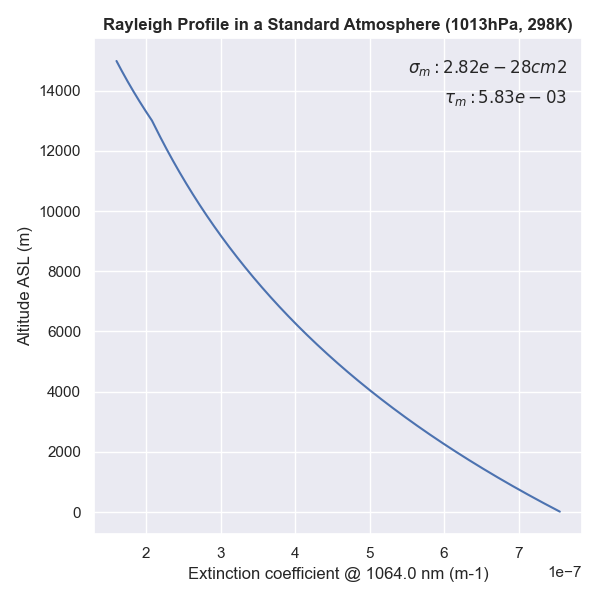 Rayleigh Profile in a Standard Atmosphere (1013hPa, 298K)
σₘ : 2.82e − 28cm2
τₘ : 5.83e − 03
14000
12000
10000
8000
6000
4000
2000
0
Altitude ASL (m)
2 3 4 5 6 7
1e−7
Extinction coefficient @ 1064.0 nm (m-1)